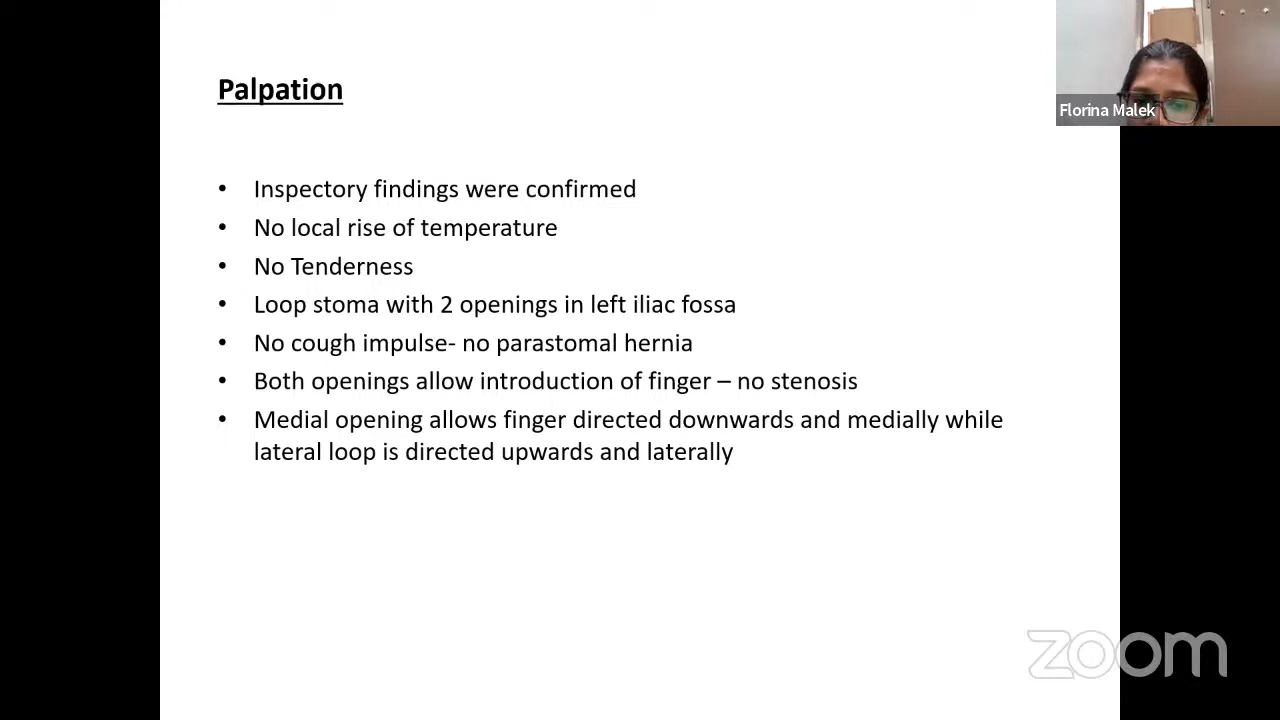 Palpation
Florina Malek
• Inspectory findings were confirmed
• No local rise of temperature
• No Tenderness
• Loop stoma with 2 openings in left iliac fossa
• No cough impulse- no parastomal hernia
• Both openings allow introduction of finger – no stenosis
• Medial opening allows finger directed downwards and medially while
lateral loop is directed upwards and laterally
zoom